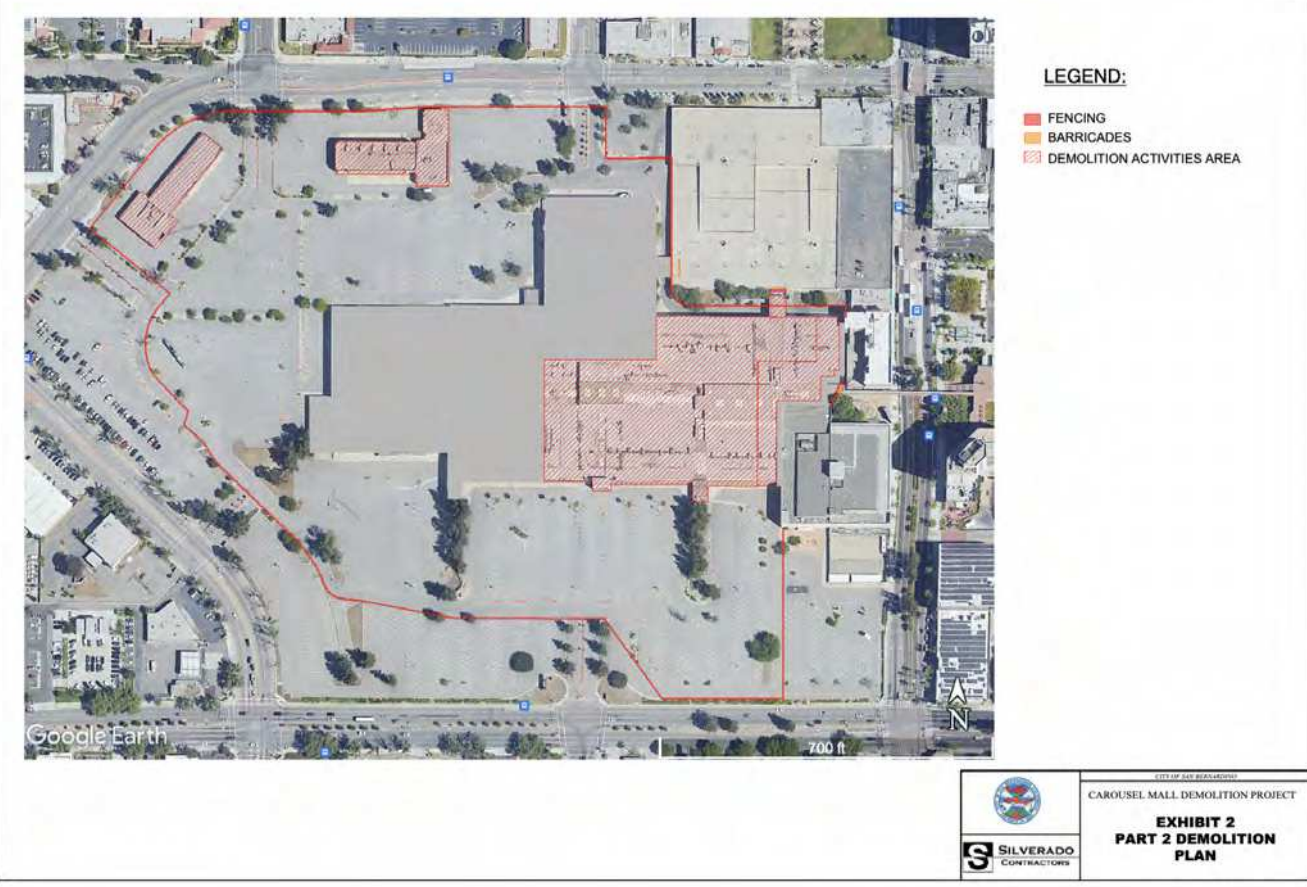 LEGEND:
FENCING
BARRICADES
DEMOLITION ACTIVITIES AREA
Google Earth
700 ft
N
CITY OF SAN BERNARDINO
CAROUSEL MALL DEMOLITION PROJECT
EXHIBIT 2
PART 2 DEMOLITION
PLAN
S SILVERADO
CONTRACTORS